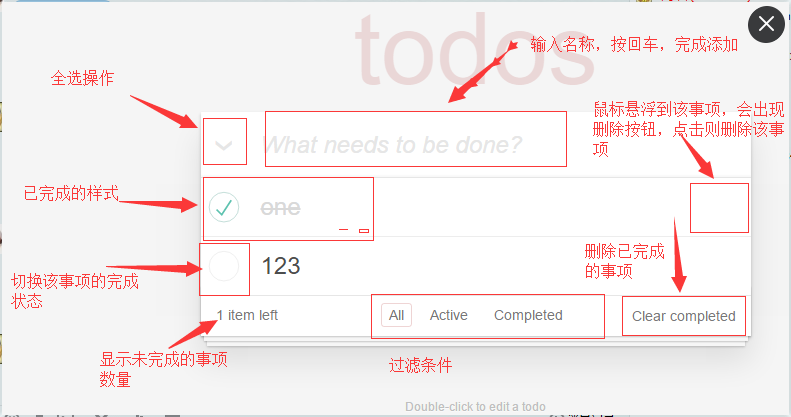 todos
输入名称，按回车，完成添加
全选操作
鼠标悬浮到该事项，会出现
删除按钮，点击则删除该事
项
What needs to be done?
已完成的样式
one
删除已完成
的事项
切换该事项的完成
状态
123
1 item left
All
Active
Completed
Clear completed
显示未完成的事项
数量
过滤条件
Double-click to edit a todo